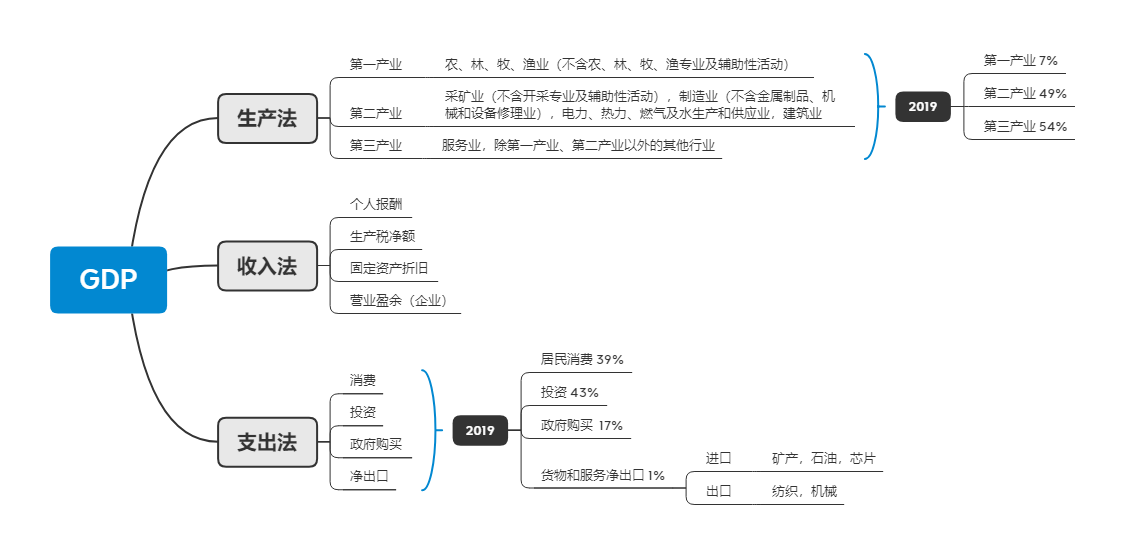 GDP
生产法
第一产业
农、林、牧、渔业（不含农、林、牧、渔专业及辅助性活动）
第二产业
采矿业（不含开采专业及辅助性活动），制造业（不含金属制品、机
械和设备修理业），电力、热力、燃气及水生产和供应业，建筑业
第三产业
服务业，除第一产业、第二产业以外的其他行业
2019
第一产业 7%
第二产业 49%
第三产业 54%
收入法
个人报酬
生产税净额
固定资产折旧
营业盈余（企业）
支出法
消费
投资
政府购买
净出口
2019
居民消费 39%
投资 43%
政府购买 17%
货物和服务净出口 1%
进口
矿产，石油，芯片
出口
纺织，机械